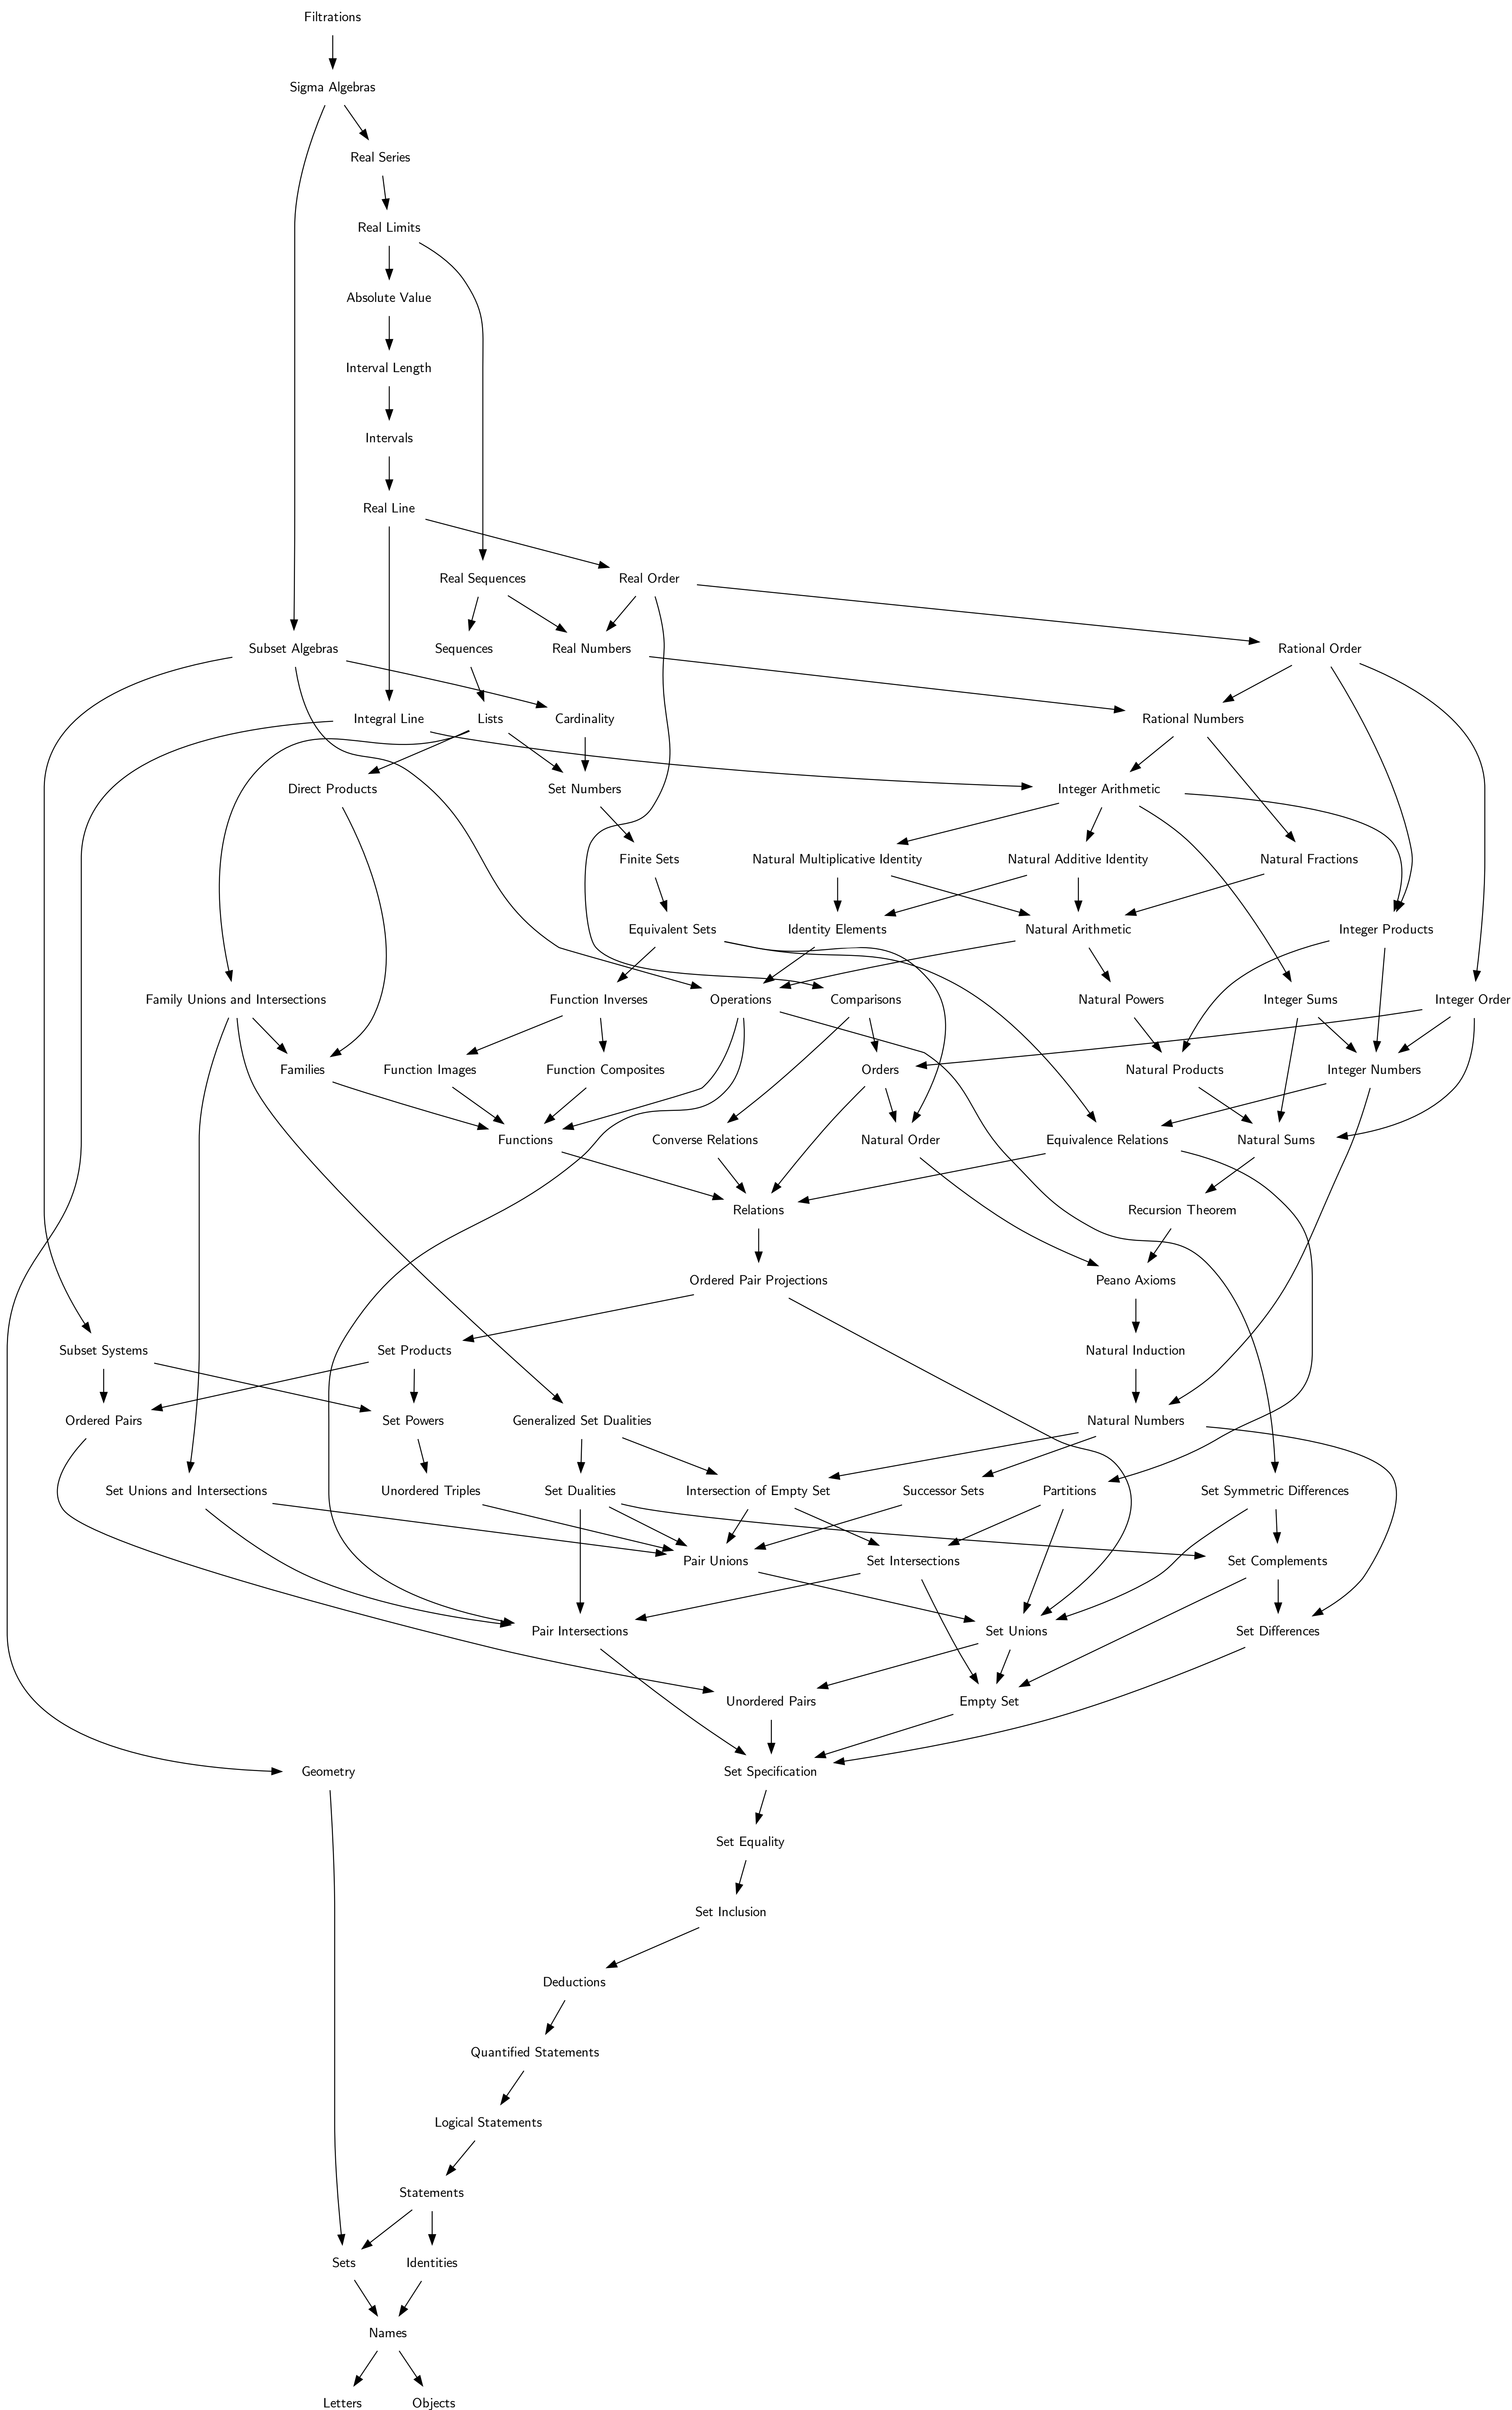 Filtrations
Sigma Algebras
Real Series
Real Limits
Absolute Value
Interval Length
Intervals
Real Line
Real Sequences
Real Order
Subset Algebras
Sequences
Real Numbers
Rational Order
Integral Line
Lists
Cardinality
Rational Numbers
Direct Products
Set Numbers
Integer Arithmetic
Finite Sets
Natural Multiplicative Identity
Natural Additive Identity
Natural Fractions
Equivalent Sets
Identity Elements
Natural Arithmetic
Integer Products
Family Unions and Intersections
Function Inverses
Operations
Comparisons
Natural Powers
Integer Sums
Integer Order
Families
Function Images
Function Composites
Orders
Natural Products
Integer Numbers
Functions
Converse Relations
Natural Order
Equivalence Relations
Natural Sums
Relations
Recursion Theorem
Ordered Pair Projections
Peano Axioms
Subset Systems
Set Products
Natural Induction
Ordered Pairs
Set Powers
Generalized Set Dualities
Natural Numbers
Set Unions and Intersections
Unordered Triples
Set Dualities
Intersection of Empty Set
Successor Sets
Partitions
Set Symmetric Differences
Pair Unions
Set Intersections
Set Complements
Pair Intersections
Set Unions
Set Differences
Unordered Pairs
Empty Set
Geometry
Set Specification
Set Equality
Set Inclusion
Deductions
Quantified Statements
Logical Statements
Statements
Sets
Identities
Names
Letters
Objects